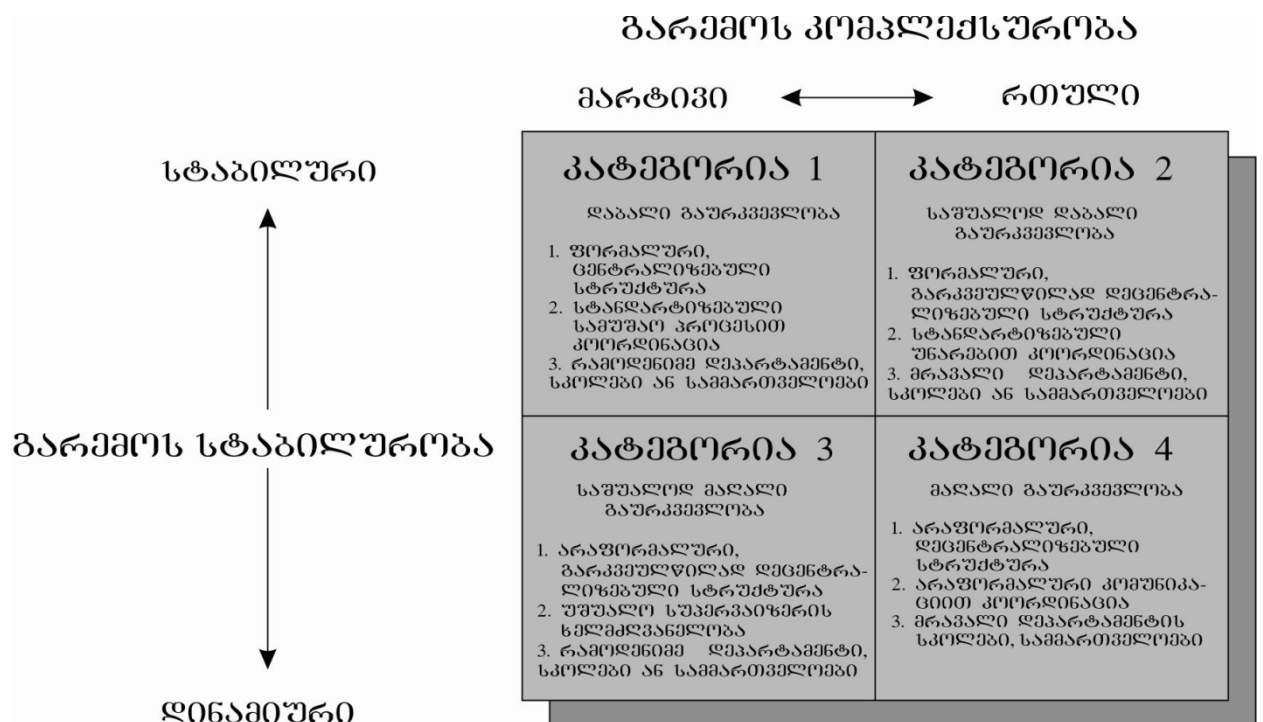 გარემოს კომპლექსურობა
მარტივი
რთული
სტაბილური
გარემოს სტაბილურობა
დინამიური
კატეგორია 1
დაბალი გაურკვევლობა
1. ფორმალური,
ცენტრალიზებული
სტრუქტურა
2. სტანდარტიზებული
სამუშაო პროცესით
კოორდინაცია
3. რამოდენიმე დეპარტამენტი,
სკოლები ან სამმართველოები
კატეგორია 2
საშუალოდ დაბალი
გაურკვევლობა
1. ფორმალური,
გარკვეულწილად დეცენტრა-
ლიზებული სტრუქტურა
2. სტანდარტიზებული
უნარებით კოორდინაცია
3. მრავალი დეპარტამენტი,
სკოლები ან სამმართველოები
კატეგორია 3
საშუალოდ მაღალი
გაურკვევლობა
1. არაფორმალური,
გარკვეულწილად დეცენტრა-
ლიზებული სტრუქტურა
2. უშუალო სუპერვაიზერის
ხელმძღვანელობა
3. რამოდენიმე დეპარტამენტი,
სკოლები ან სამმართველოები
კატეგორია 4
მაღალი გაურკვევლობა
1. არაფორმალური,
დეცენტრალიზებული
სტრუქტურა
2. არაფორმალური კომუნიკა-
ციით კოორდინაცია
3. მრავალი დეპარტამენტის
სკოლები, სამმართველოები